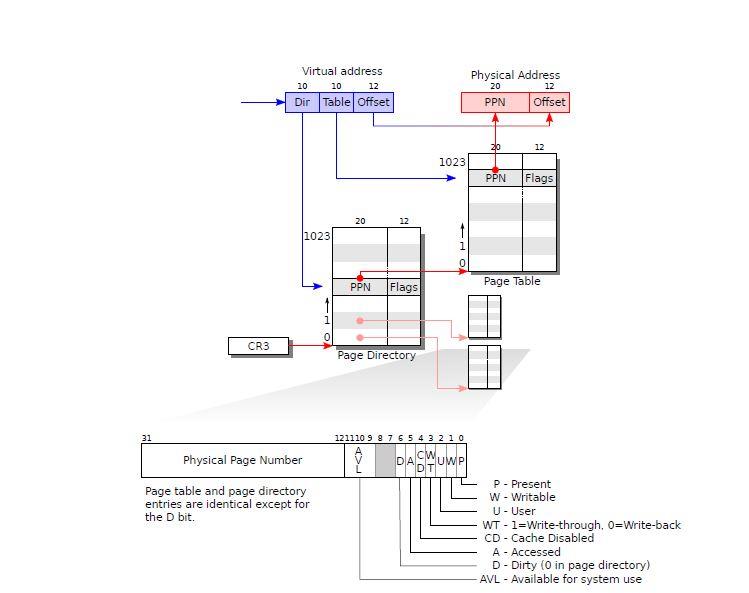 Virtual address
10 10 12
Dir Table Offset
Physical Address
20 12
PPN Offset
20 12
1023
PPN Flags
1
0
Page Table
20 12
1023
PPN Flags
1
0
Page Directory
CR3
31 121110 9 8 7 6 5 4 3 2 1 0
Physical Page Number AVL D A CD WT U W P
Page table and page directory
entries are identical except for
the D bit.
P - Present
W - Writable
U - User
WT - 1=Write-through, 0=Write-back
CD - Cache Disabled
A - Accessed
D - Dirty (0 in page directory)
AVL - Available for system use